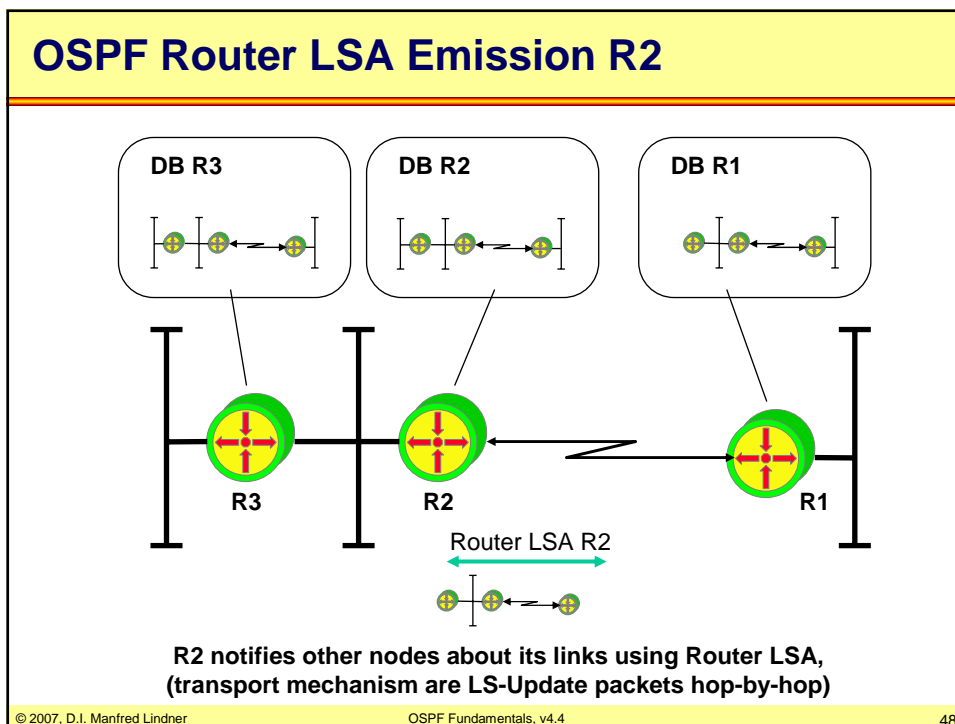 OSPF Router LSA Emission R2
DB R3
DB R2
DB R1
R3
R2
R1
Router LSA R2
R2 notifies other nodes about its links using Router LSA,
(transport mechanism are LS-Update packets hop-by-hop)
© 2007, D.I. Manfred Lindner
OSPF Fundamentals, v4.4
48